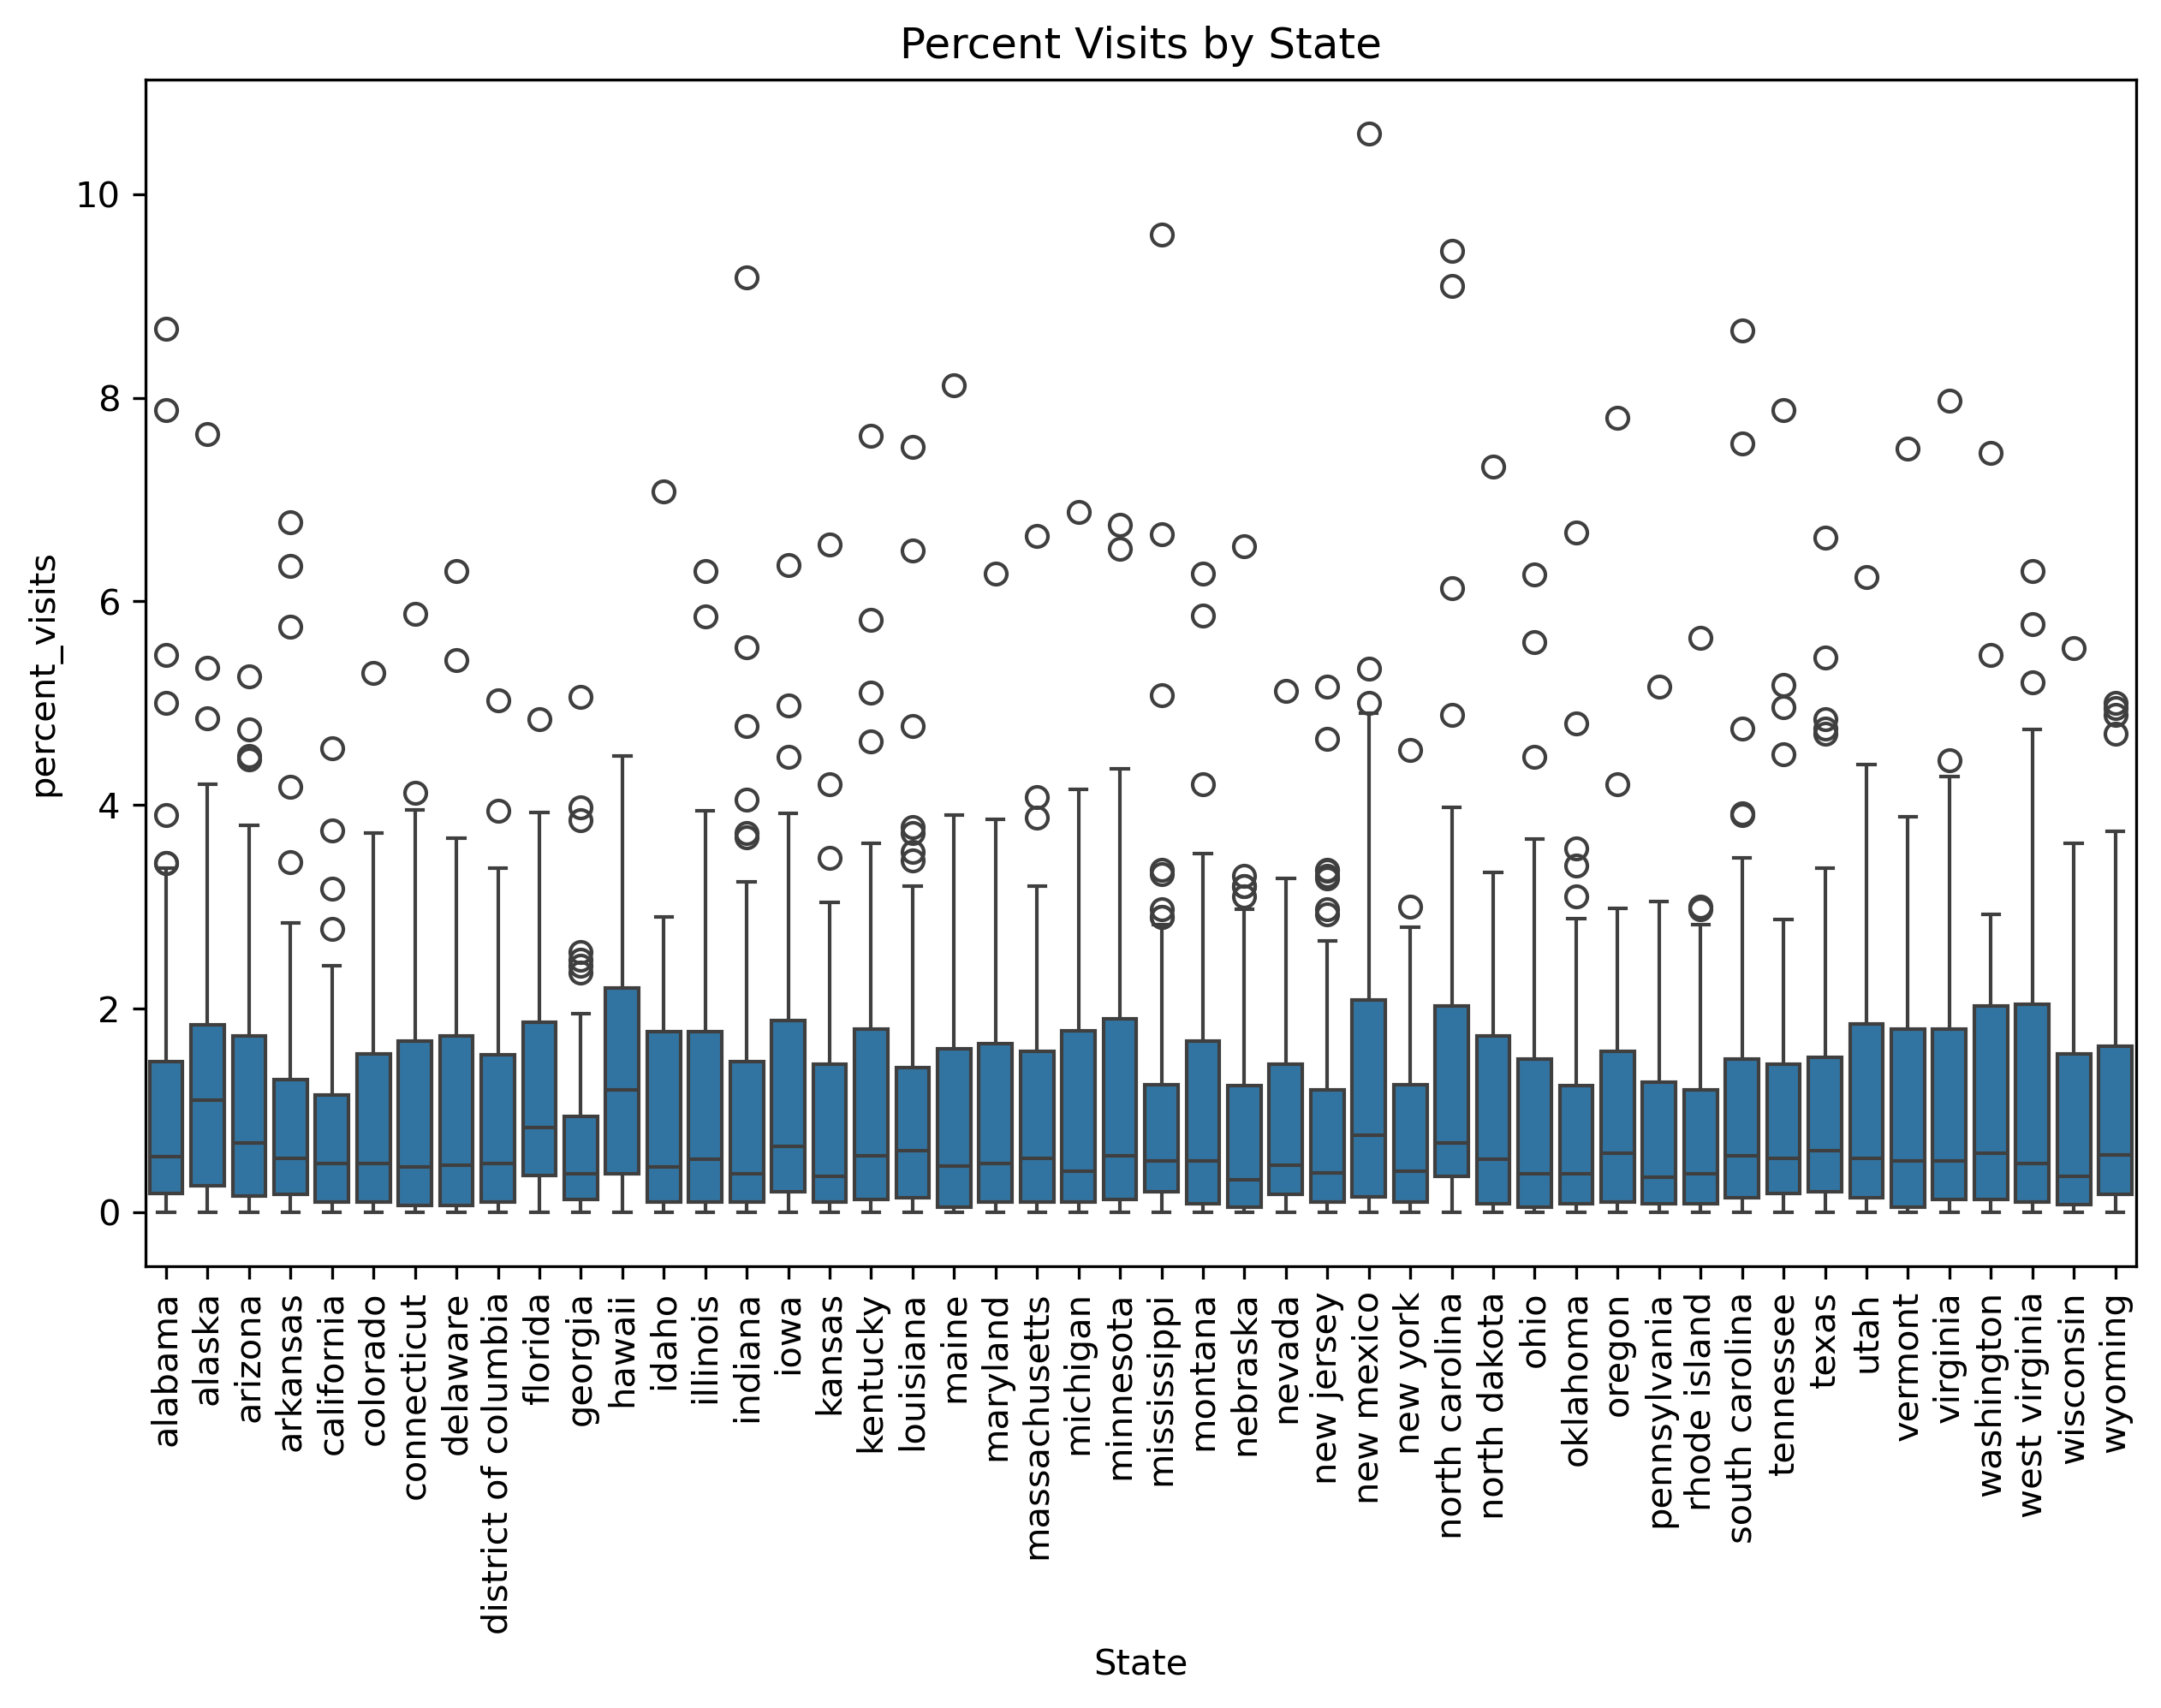 Percent Visits by State
percent_visits
10
8
6
4
2
0
alabama
alaska
arizona
arkansas
california
colorado
connecticut
delaware
district of columbia
florida
georgia
hawaii
idaho
illinois
indiana
iowa
kansas
kentucky
louisiana
maine
maryland
massachusetts
michigan
minnesota
mississippi
montana
nebraska
nevada
new jersey
new mexico
new york
north carolina
north dakota
ohio
oklahoma
oregon
pennsylvania
rhode island
south carolina
tennessee
texas
utah
vermont
virginia
washington
west virginia
wisconsin
wyoming
State